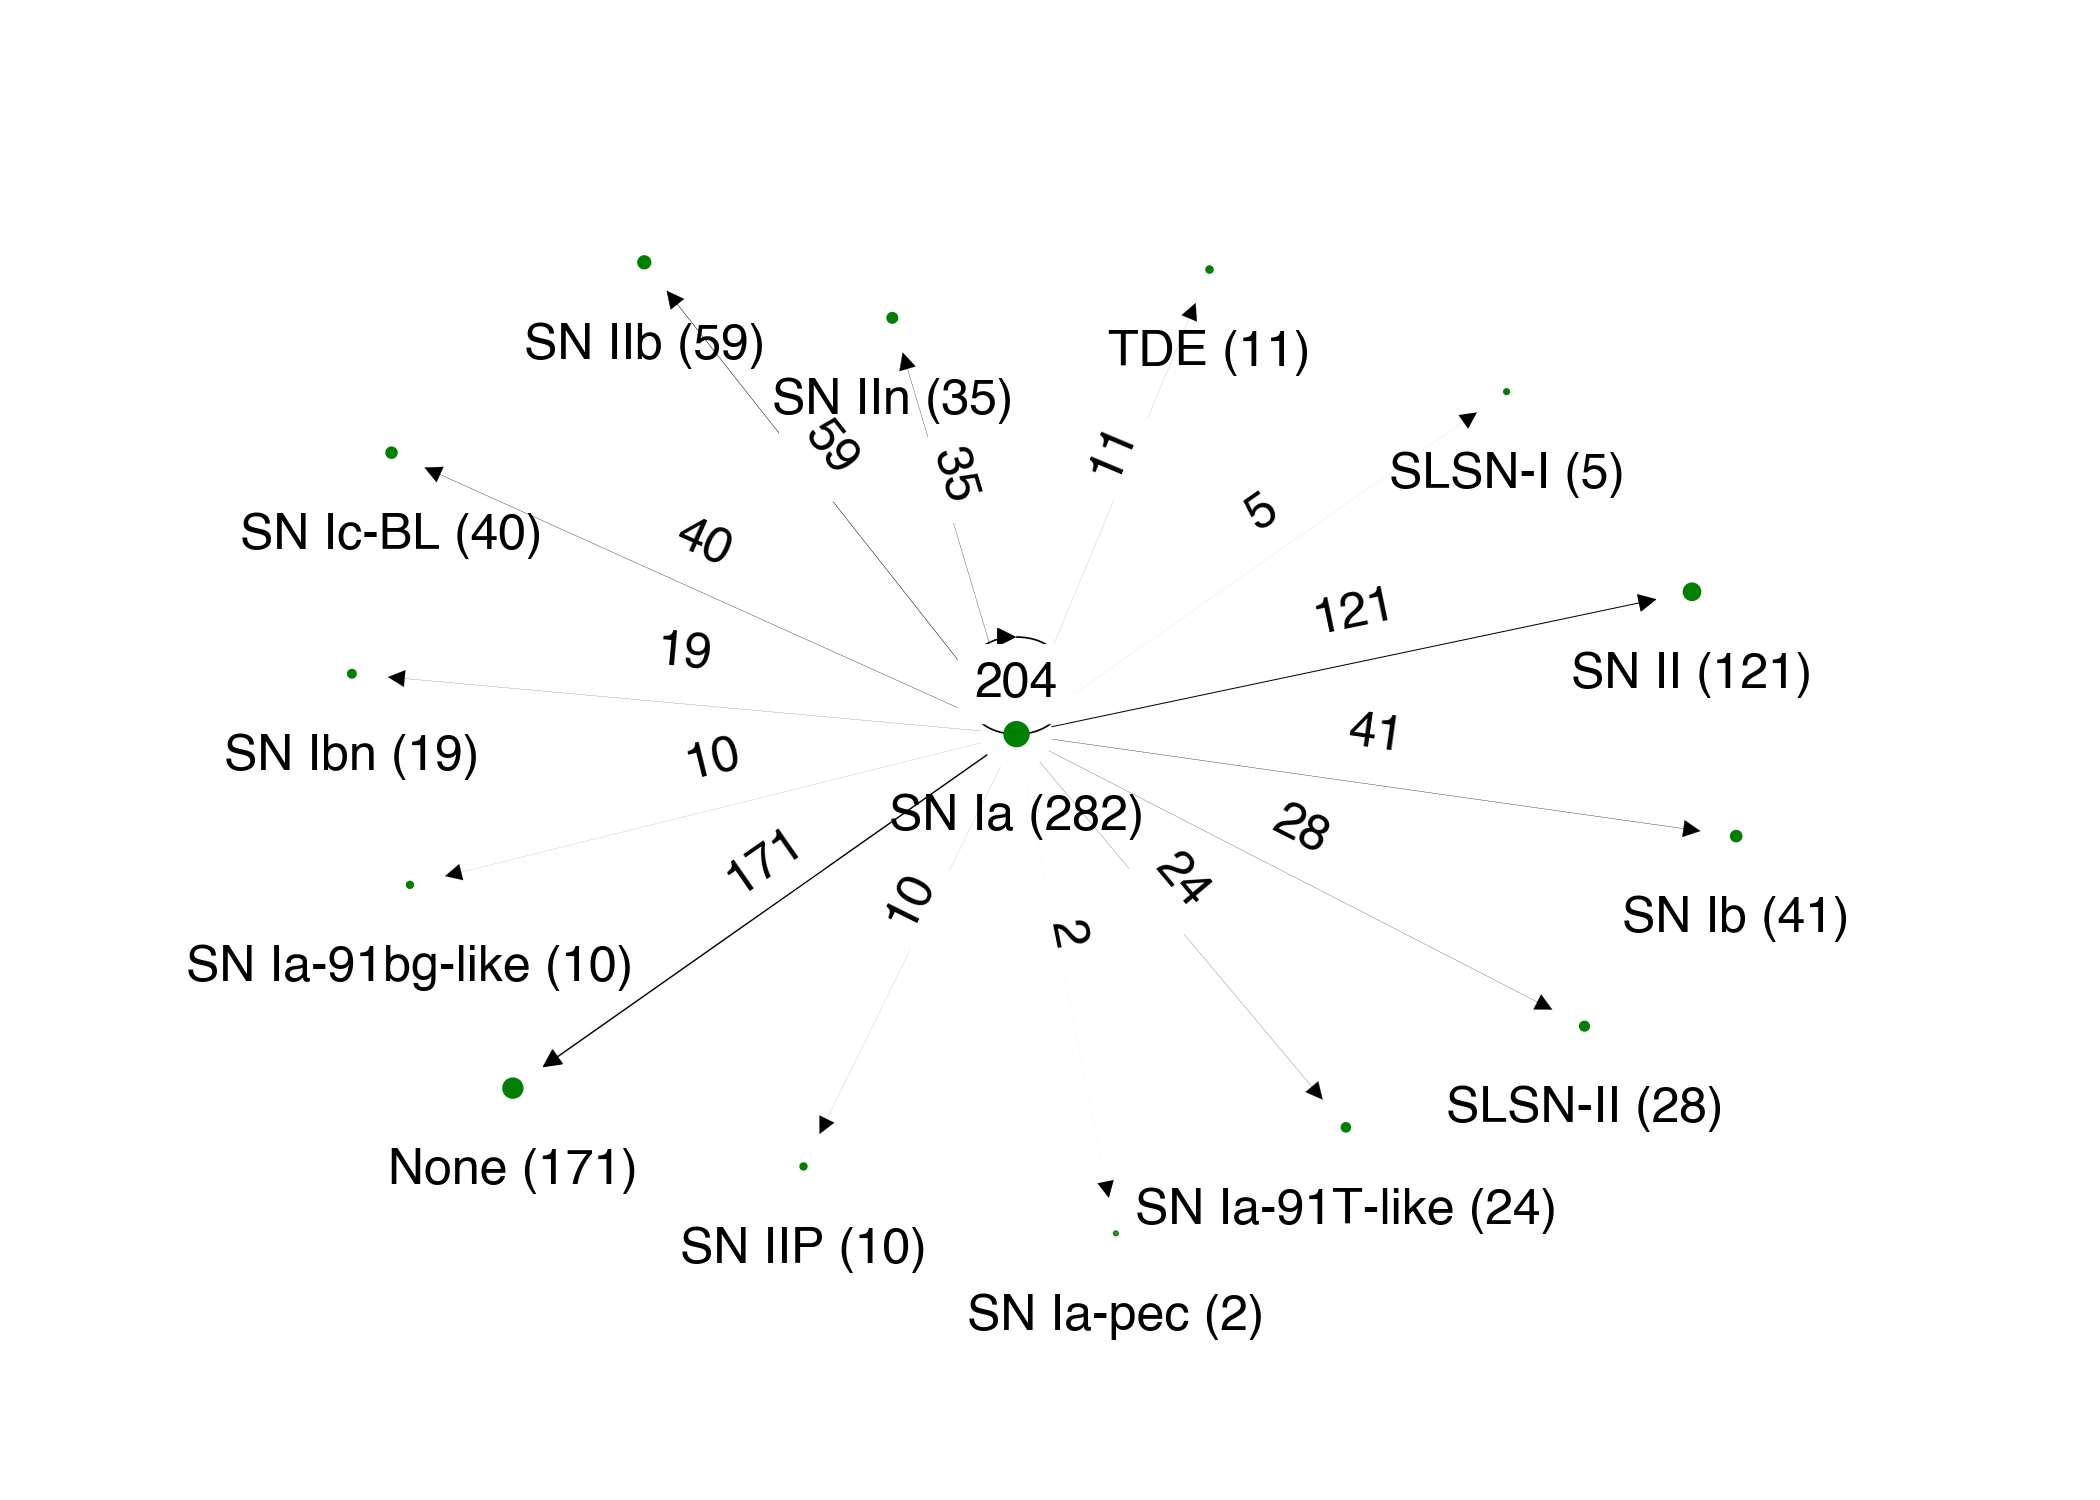 SN IIb (59)
TDE (11)
SN IIn (35)
59
11
35
SLSN-I (5)
5
SN Ic-BL (40)
40
121
19
SN II (121)
204
41
SN Ibn (19)
10
SN Ia (282)
28
171
24
10
SN Ib (41)
2
SN Ia-91bg-like (10)
SLSN-II (28)
None (171)
SN Ia-91T-like (24)
SN IIP (10)
SN Ia-pec (2)